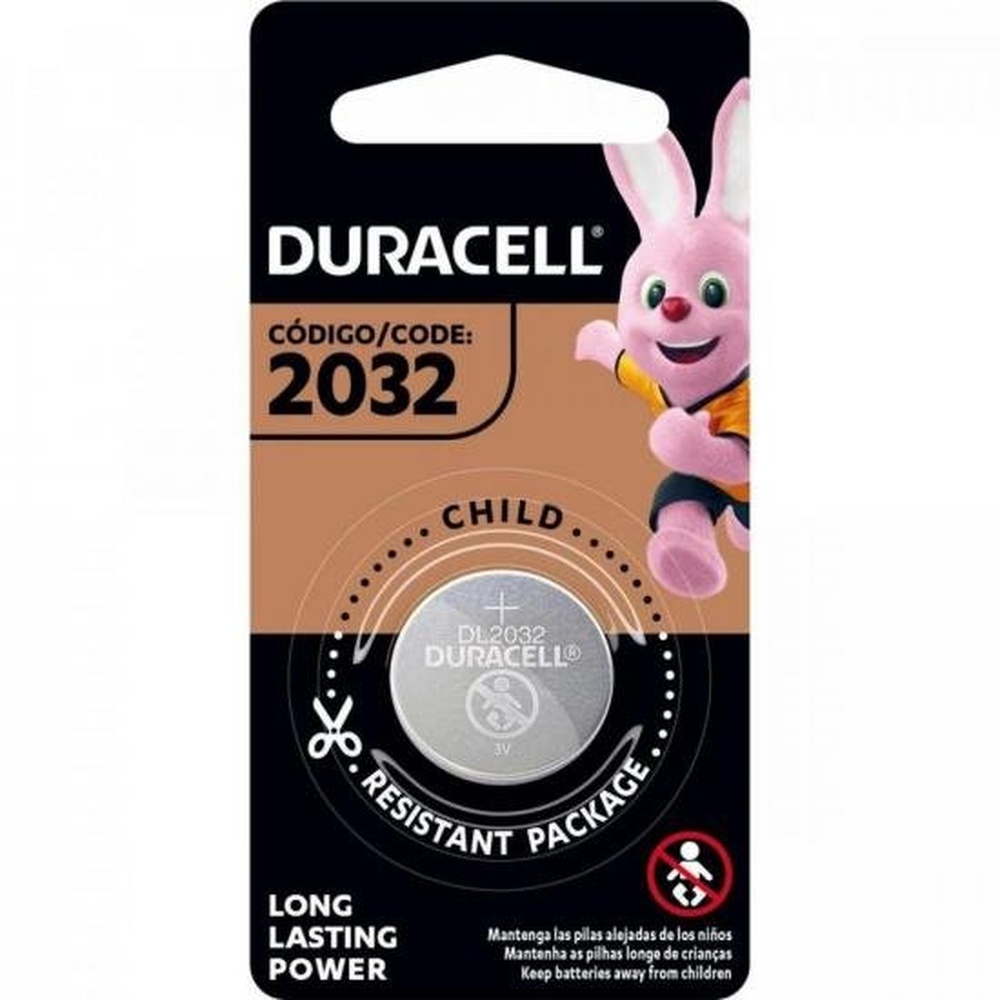 DURACELL®
CÓDIGO/CODE:
2032
CHILD
+
DL2032
DURACELL®
3V
RESISTANT PACKAGE
LONG
LASTING
POWER
Mantenga las pilas alejadas de los niños
Mantenha as pilhas longe de crianças
Keep batteries away from children